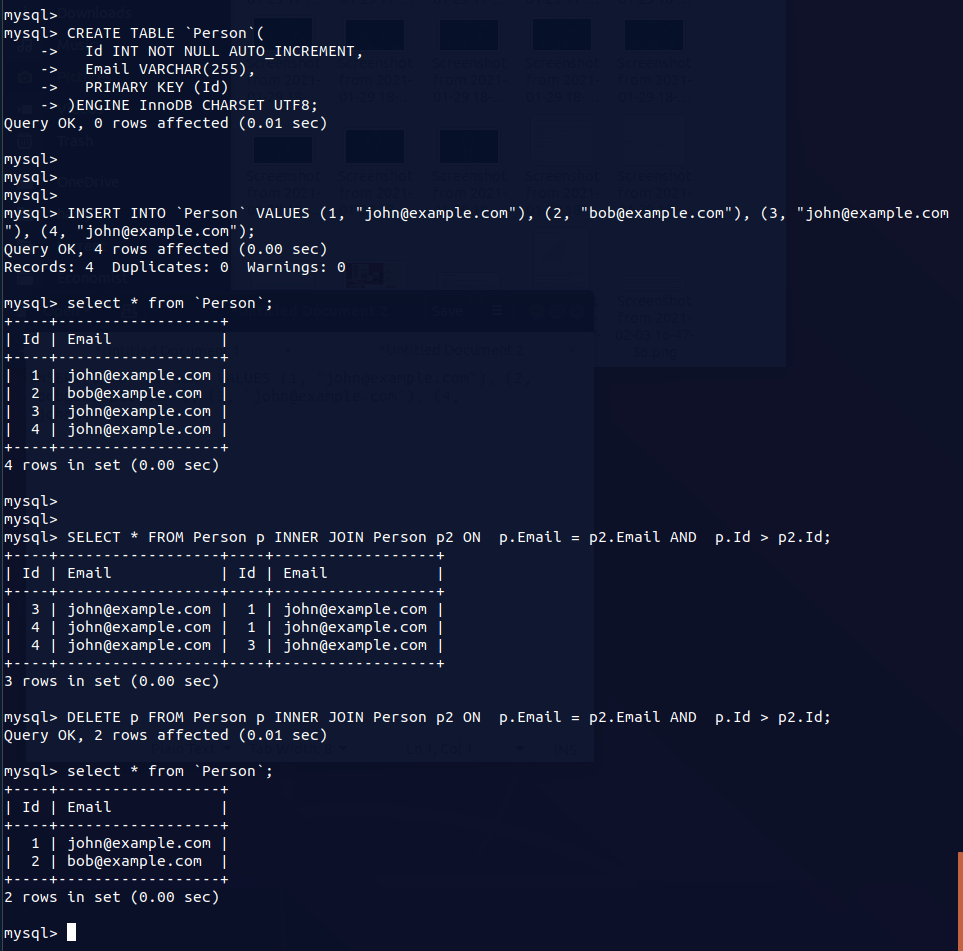 mysql>
mysql> CREATE TABLE `Person`(
    ->   Id INT NOT NULL AUTO_INCREMENT,
    ->   Email VARCHAR(255),
    ->   PRIMARY KEY (Id)
    -> )ENGINE InnoDB CHARSET UTF8;
Query OK, 0 rows affected (0.01 sec)

mysql>
mysql>
mysql>
mysql> INSERT INTO `Person` VALUES (1, "john@example.com"), (2, "bob@example.com"), (3, "john@example.com
"), (4, "john@example.com");
Query OK, 4 rows affected (0.00 sec)
Records: 4  Duplicates: 0  Warnings: 0

mysql> select * from `Person`;
+----+------------------+
| Id | Email            |
+----+------------------+
|  1 | john@example.com |
|  2 | bob@example.com  |
|  3 | john@example.com |
|  4 | john@example.com |
+----+------------------+
4 rows in set (0.00 sec)

mysql>
mysql>
mysql> SELECT * FROM Person p INNER JOIN Person p2 ON  p.Email = p2.Email AND  p.Id > p2.Id;
+----+------------------+----+------------------+
| Id | Email            | Id | Email            |
+----+------------------+----+------------------+
|  3 | john@example.com |  1 | john@example.com |
|  4 | john@example.com |  1 | john@example.com |
|  4 | john@example.com |  3 | john@example.com |
+----+------------------+----+------------------+
3 rows in set (0.00 sec)

mysql> DELETE p FROM Person p INNER JOIN Person p2 ON  p.Email = p2.Email AND  p.Id > p2.Id;
Query OK, 2 rows affected (0.01 sec)

mysql> select * from `Person`;
+----+------------------+
| Id | Email            |
+----+------------------+
|  1 | john@example.com |
|  2 | bob@example.com  |
+----+------------------+
2 rows in set (0.00 sec)

mysql>